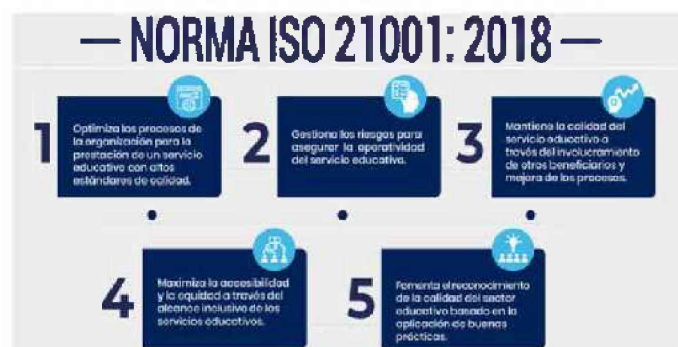 — NORMA ISO 21001: 2018 —
1
Optimiza los procesos de
la organización para la
prestación de un servicio
educativo con altos
estándares de calidad.
2
Gestiona los riesgos para
asegurar la operatividad
del servicio educativo.
3
Mantiene la calidad del
servicio educativo a
través del involucramiento
de otros beneficiarios y
mejora de los procesos.
4
Maximiza la accesibilidad
y la equidad a través del
alcance inclusivo de los
servicios educativos.
5
Fomenta el reconocimiento
de la calidad del sector
educativo basado en la
aplicación de buenas
prácticas.